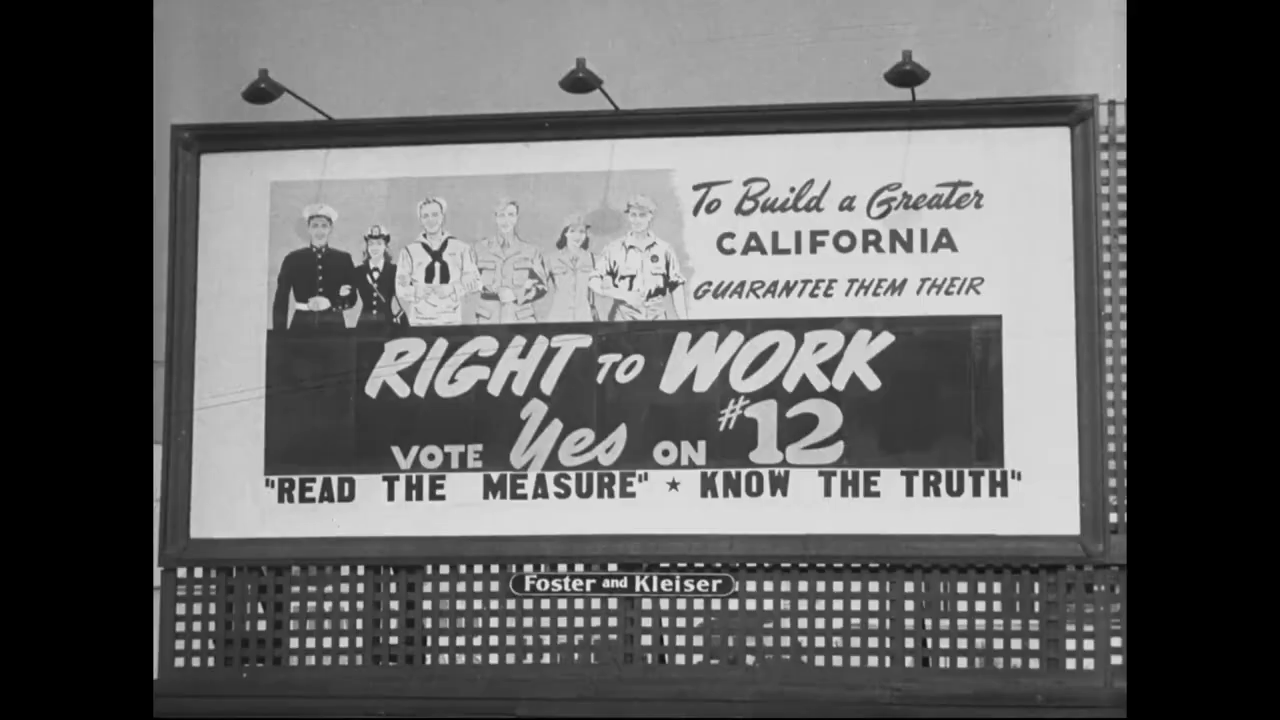 To Build a Greater
CALIFORNIA
GUARANTEE THEM THEIR
RIGHT TO WORK
VOTE Yes ON #12
"READ THE MEASURE" ★ KNOW THE TRUTH"
Foster and Kleiser